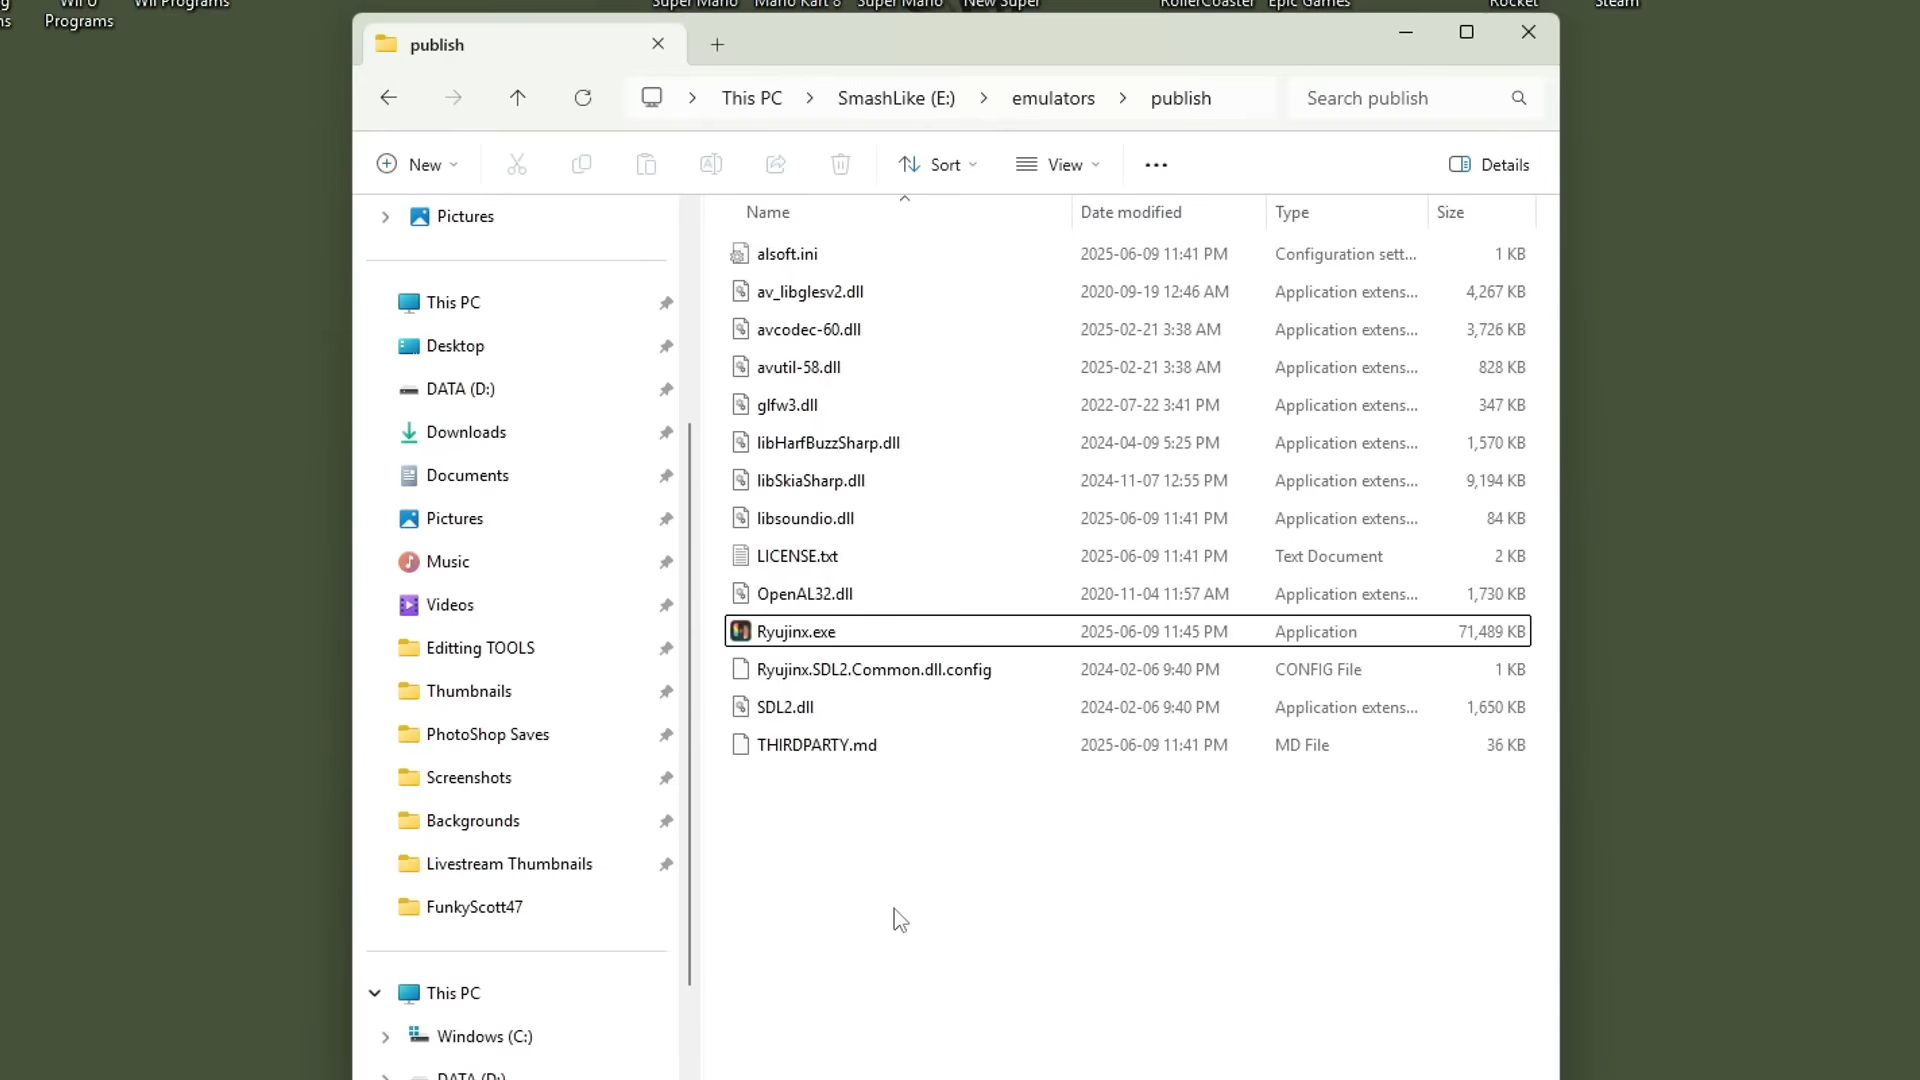 Wii U
Programs
Wii Programs
Super Mario
Mario Kart 8
Super Mario
New Super
RollerCoaster
Epic Games
Rocket
Steam
publish
This PC > SmashLike (E:) > emulators > publish
Search publish
New
Sort
View
Details
Name Date modified Type Size
alsoft.ini 2025-06-09 11:41 PM Configuration sett... 1 KB
av_libglesv2.dll 2020-09-19 12:46 AM Application extens... 4,267 KB
avcodec-60.dll 2025-02-21 3:38 AM Application extens... 3,726 KB
avutil-58.dll 2025-02-21 3:38 AM Application extens... 828 KB
glfw3.dll 2022-07-22 3:41 PM Application extens... 347 KB
libHarfBuzzSharp.dll 2024-04-09 5:25 PM Application extens... 1,570 KB
libSkiaSharp.dll 2024-11-07 12:55 PM Application extens... 9,194 KB
libsoundio.dll 2025-06-09 11:41 PM Application extens... 84 KB
LICENSE.txt 2025-06-09 11:41 PM Text Document 2 KB
OpenAL32.dll 2020-11-04 11:57 AM Application extens... 1,730 KB
Ryujinx.exe 2025-06-09 11:45 PM Application 71,489 KB
Ryujinx.SDL2.Common.dll.config 2024-02-06 9:40 PM CONFIG File 1 KB
SDL2.dll 2024-02-06 9:40 PM Application extens... 1,650 KB
THIRDPARTY.md 2025-06-09 11:41 PM MD File 36 KB
Pictures
This PC
Desktop
DATA (D:)
Downloads
Documents
Pictures
Music
Videos
Editing TOOLS
Thumbnails
PhotoShop Saves
Screenshots
Backgrounds
Livestream Thumbnails
FunkyScott47
This PC
Windows (C:)
DATA (D:)